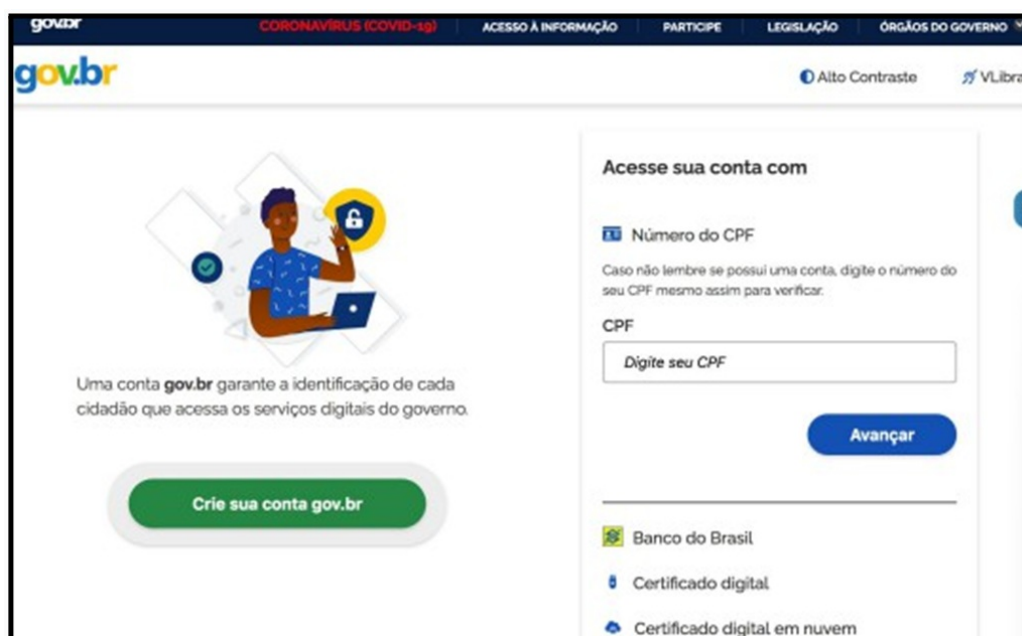 gov.br
CORONAVÍRUS (COVID-19)
ACESSO À INFORMAÇÃO
PARTICIPE
LEGISLAÇÃO
ÓRGÃOS DO GOVERNO
gov.br
Alto Contraste
VLibra
Uma conta gov.br garante a identificação de cada
cidadão que acessa os serviços digitais do governo.
Crie sua conta gov.br
Acesse sua conta com
Número do CPF
Caso não lembre se possui uma conta, digite o número do
seu CPF mesmo assim para verificar.
CPF
Digite seu CPF
Avançar
Banco do Brasil
Certificado digital
Certificado digital em nuvem